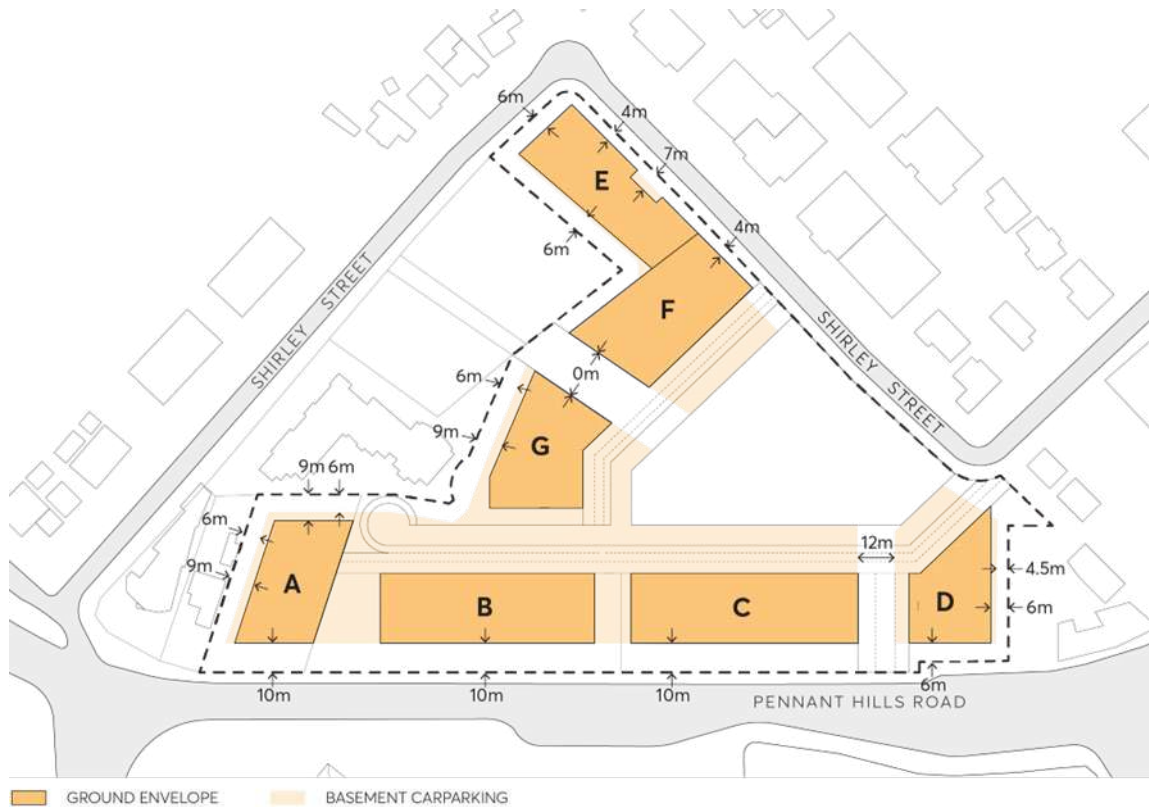 6m
4m
7m
E
4m
6m
SHIRLEY STREET
F
SHIRLEY STREET
0m
6m
9m
G
9m 6m
6m
12m
9m
4.5m
A
B
C
D
6m
10m
10m
10m
6m
PENNANT HILLS ROAD
GROUND ENVELOPE
BASEMENT CARPARKING